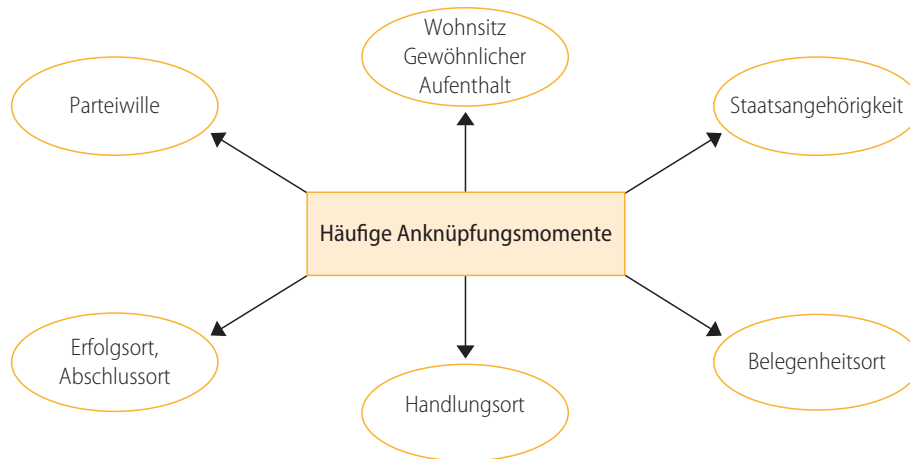 Wohnsitz
Gewöhnlicher
Aufenthalt
Parteiwille
Staatsangehörigkeit
Häufige Anknüpfungsmomente
Erfolgsort,
Abschlussort
Handlungsort
Belegenheitsort